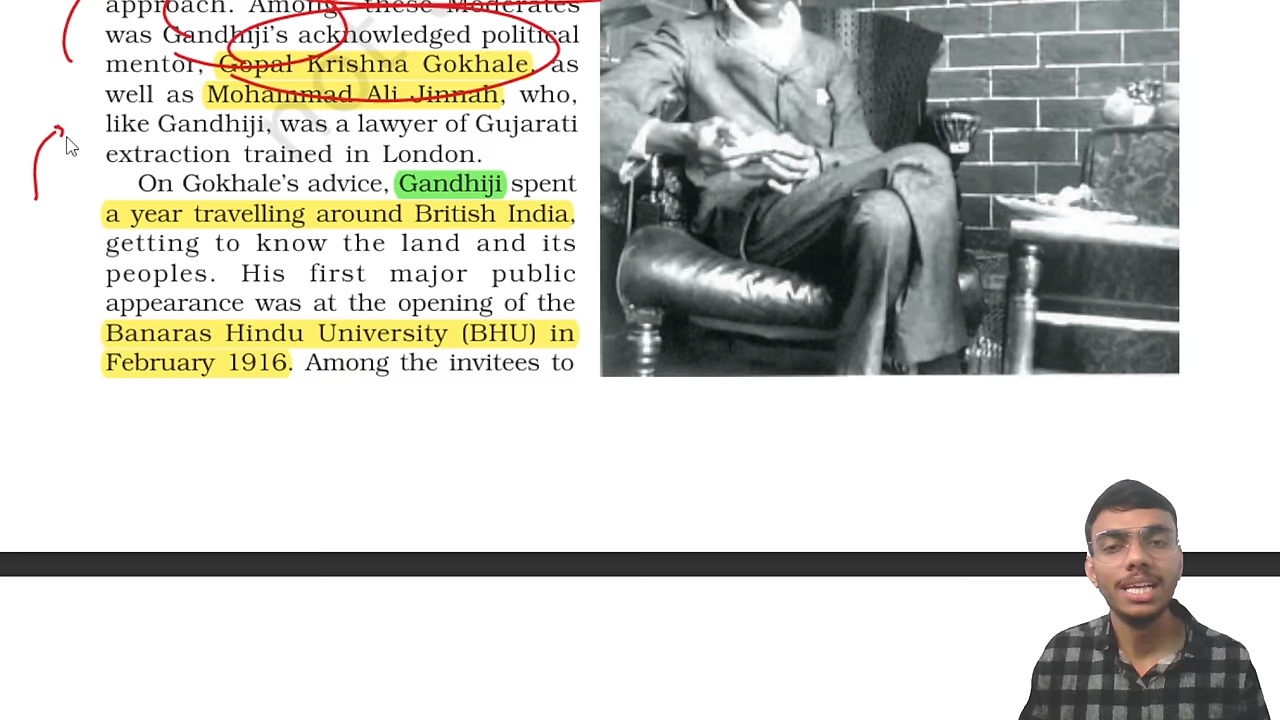 approach. Among these Moderates
was Gandhiji's acknowledged political
mentor, Gopal Krishna Gokhale, as
well as Mohammad Ali Jinnah, who,
like Gandhiji, was a lawyer of Gujarati
extraction trained in London.
On Gokhale's advice, Gandhiji spent
a year travelling around British India,
getting to know the land and its
peoples. His first major public
appearance was at the opening of the
Banaras Hindu University (BHU) in
February 1916. Among the invitees to
not